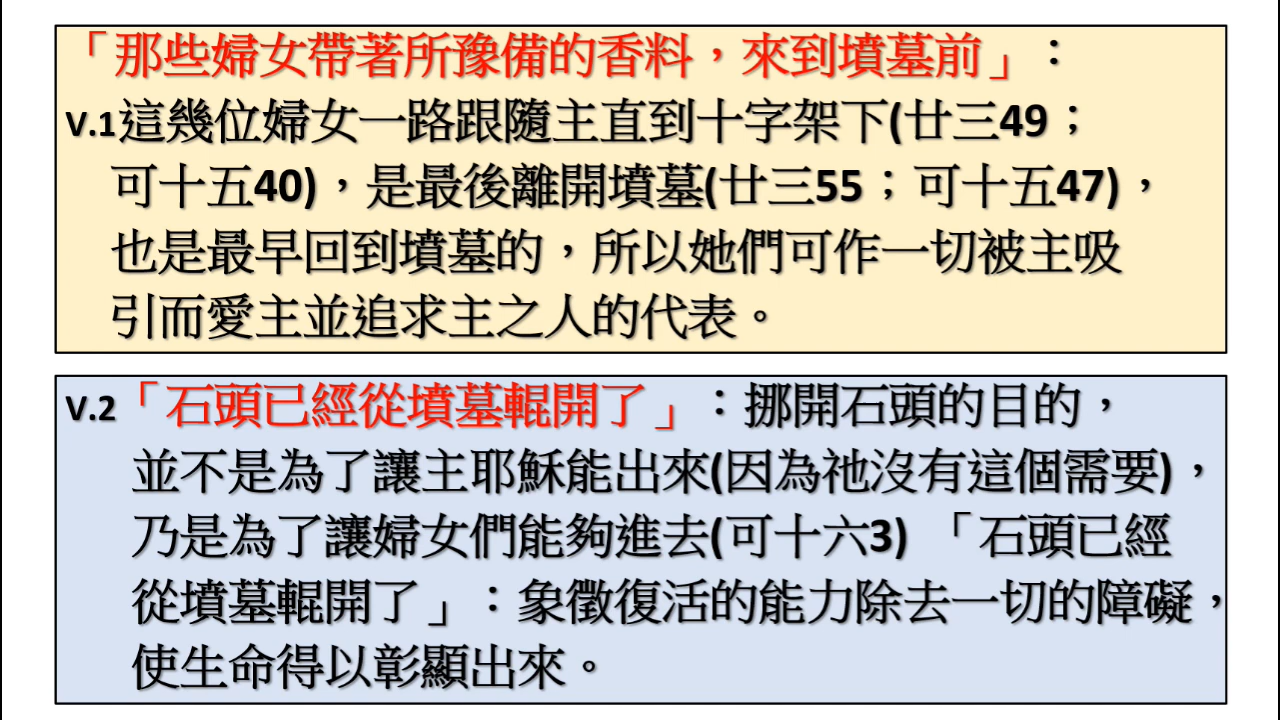 「那些婦女帶著所豫備的香料，來到墳墓前」：
V.1這幾位婦女一路跟隨主直到十字架下(廿三49；
可十五40)，是最後離開墳墓(廿三55；可十五47)，
也是最早回到墳墓的，所以她們可作一切被主吸
引而愛主並追求主之人的代表。
V.2「石頭已經從墳墓輥開了」：挪開石頭的目的，
並不是為了讓主耶穌能出來(因為祂沒有這個需要)，
乃是為了讓婦女們能夠進去(可十六3) 「石頭已經
從墳墓輥開了」：象徵復活的能力除去一切的障礙，
使生命得以彰顯出來。